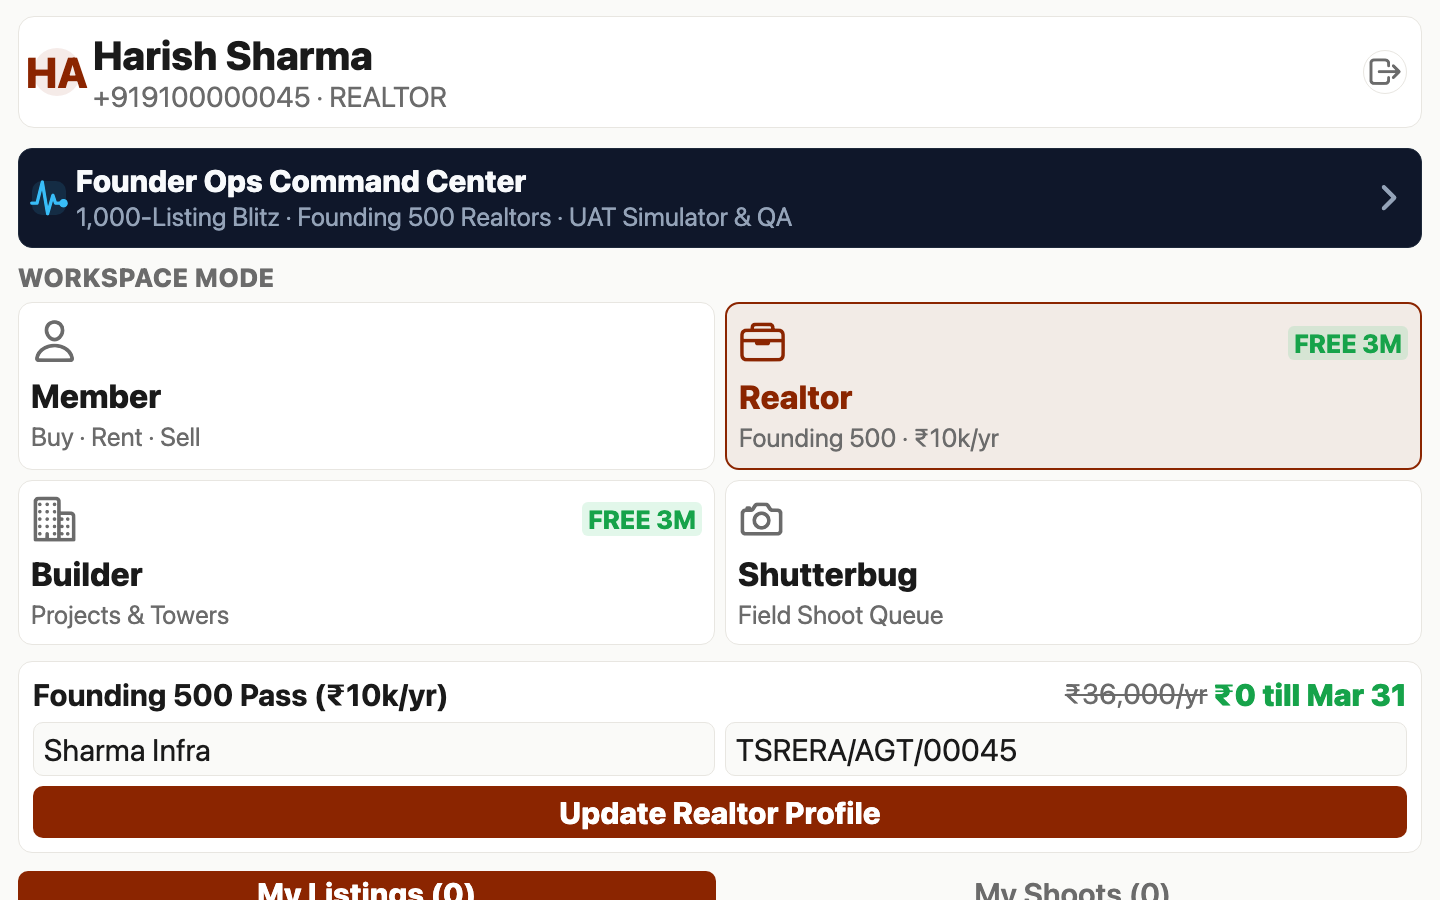 HA
Harish Sharma
+919100000045 · REALTOR
Founder Ops Command Center
1,000-Listing Blitz · Founding 500 Realtors · UAT Simulator & QA
WORKSPACE MODE
Member
Buy · Rent · Sell
FREE 3M
Realtor
Founding 500 · ₹10k/yr
FREE 3M
Builder
Projects & Towers
Shutterbug
Field Shoot Queue
Founding 500 Pass (₹10k/yr)
₹36,000/yr ₹0 till Mar 31
Sharma Infra
TSRERA/AGT/00045
Update Realtor Profile
My Listings (0)
My Shoots (0)